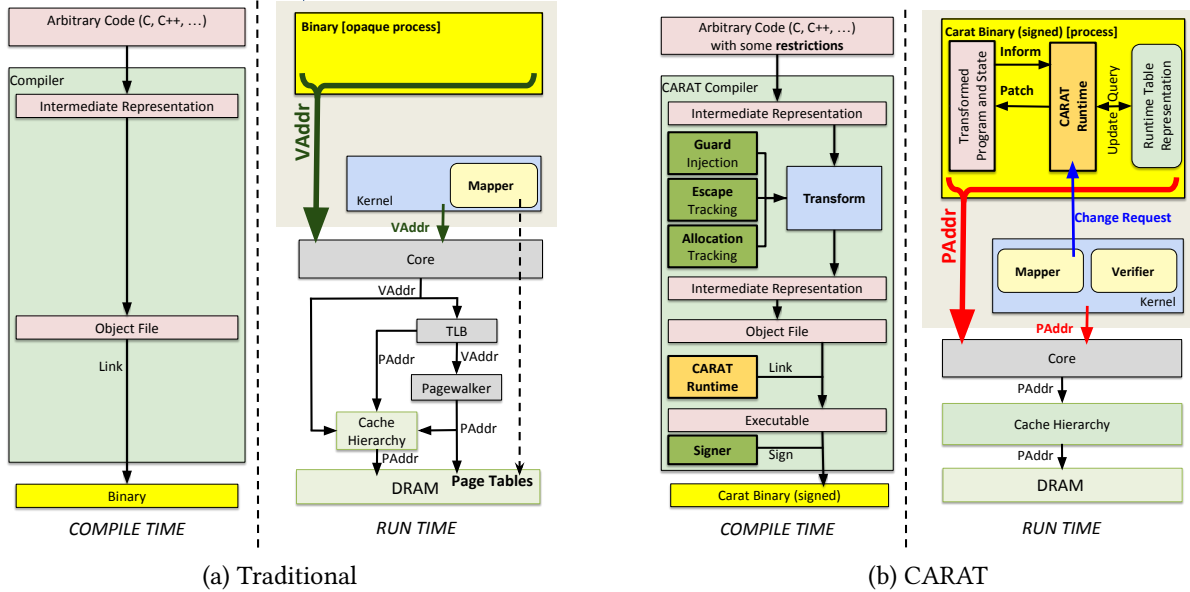 Arbitrary Code (C, C++, …)
Compiler
Intermediate Representation
Object File
Link
Binary
COMPILE TIME
Binary [opaque process]
VAddr
Mapper
Kernel
VAddr
Core
VAddr
TLB
PAddr
VAddr
Pagewalker
Cache
Hierarchy
PAddr
PAddr
DRAM
Page Tables
RUN TIME
(a) Traditional
Arbitrary Code (C, C++, …)
with some restrictions
CARAT Compiler
Intermediate Representation
Guard
Injection
Escape
Tracking
Allocation
Tracking
Transform
Intermediate Representation
Object File
CARAT
Runtime
Link
Executable
Signer
Sign
Carat Binary (signed)
COMPILE TIME
Carat Binary (signed) [process]
Transformed
Program and State
Inform
Patch
CARAT
Runtime
Update
Query
Runtime Table
Representation
PAddr
Change Request
Mapper
Verifier
Kernel
PAddr
Core
PAddr
Cache Hierarchy
PAddr
DRAM
RUN TIME
(b) CARAT